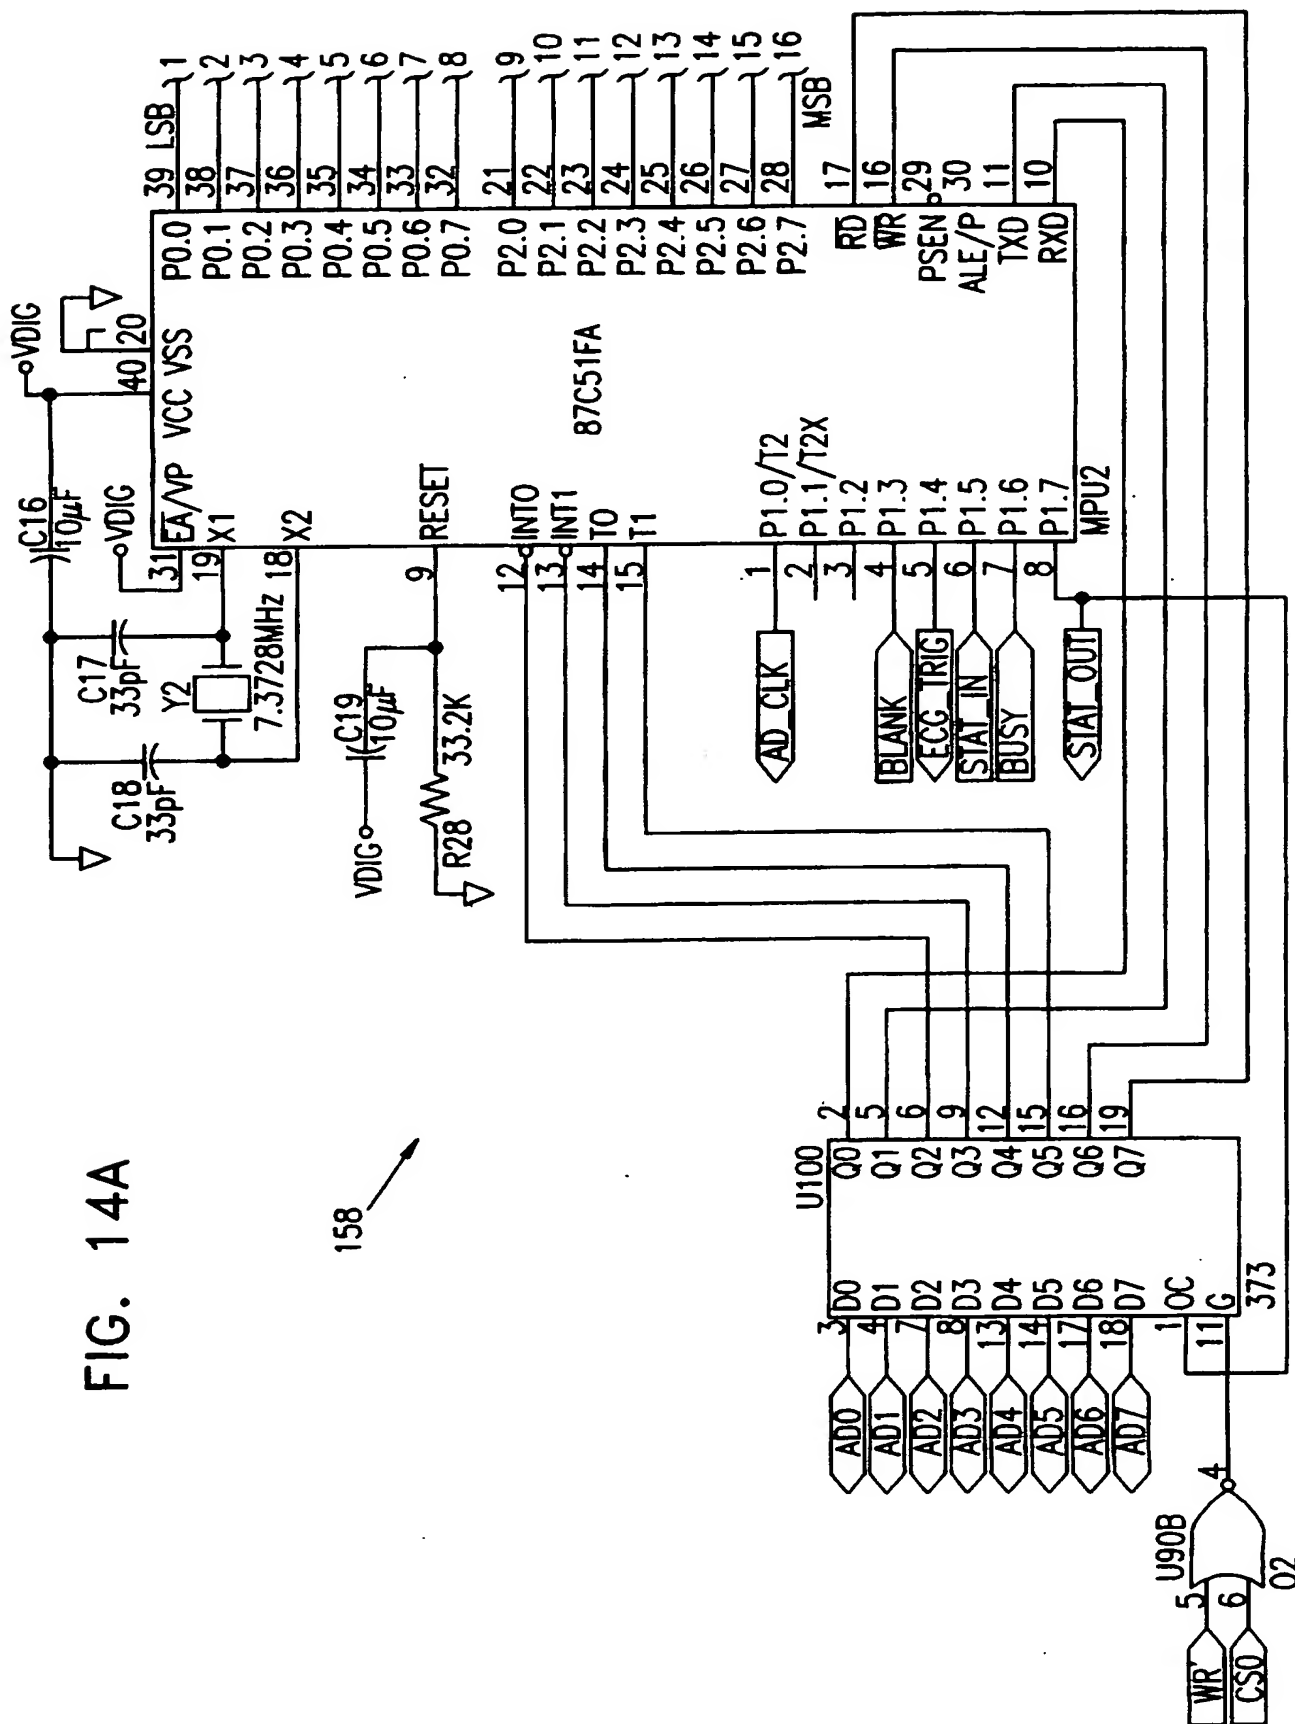 FIG. 14A
158
VDIG
C16
10µF
VDIG
C17
33pF
Y2
7.3728MHz
C18
33pF
VDIG
C19
10µF
33.2K
R28
40 20
VCC VSS
31 EA/VP
19 X1
18 X2
9 RESET
12 INT0
13 INT1
14 T0
15 T1
87C51FA
MPU2
P0.0 39 LSB 1
P0.1 38 2
P0.2 37 3
P0.3 36 4
P0.4 35 5
P0.5 34 6
P0.6 33 7
P0.7 32 8
P2.0 21 9
P2.1 22 10
P2.2 23 11
P2.3 24 12
P2.4 25 13
P2.5 26 14
P2.6 27 15
P2.7 28 16
MSB
RD 17
WR 16
PSEN 29
ALE/P 30
TXD 11
RXD 10
AD_CLK 1 P1.0/T2
2 P1.1/T2X
3 P1.2
BLANK 4 P1.3
ECG_TRIG 5 P1.4
STAT_IN 6 P1.5
BUSY 7 P1.6
STAT_OUT 8 P1.7
U100
AD0 3 D0 Q0 2
AD1 4 D1 Q1 5
AD2 7 D2 Q2 6
AD3 8 D3 Q3 9
AD4 13 D4 Q4 12
AD5 14 D5 Q5 15
AD6 17 D6 Q6 16
AD7 18 D7 Q7 19
1 OC
11 G
373
U90B
WR' 5 4
CS0 6
02